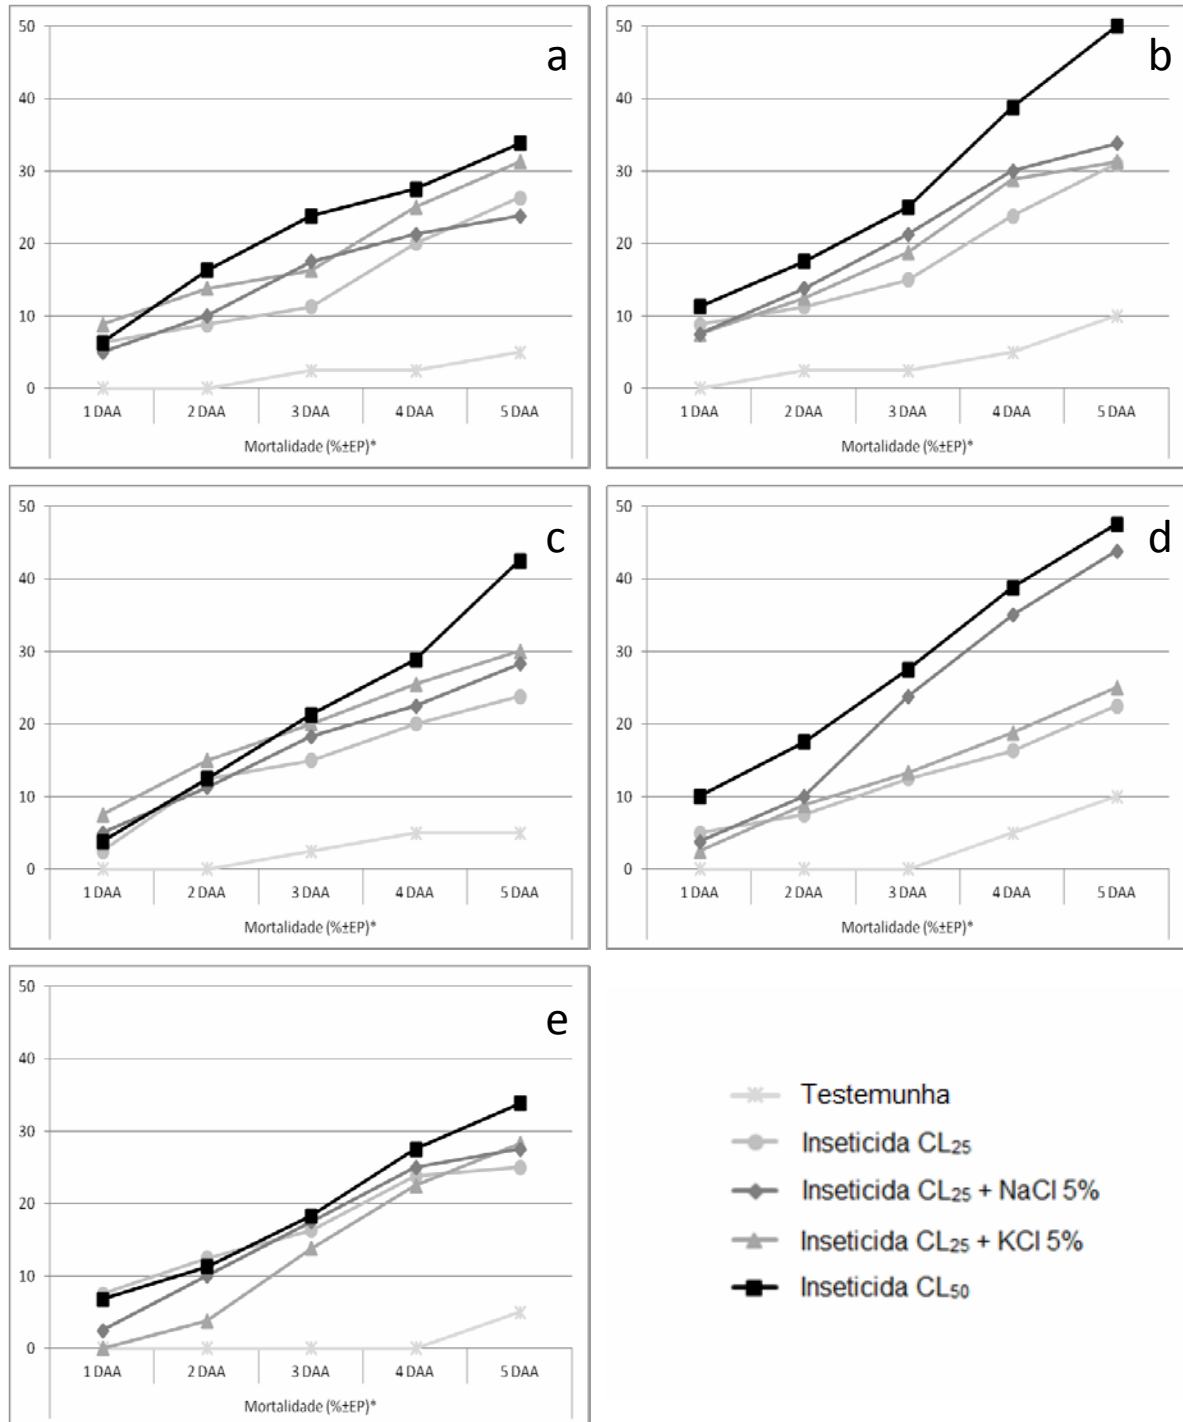 50
a
40
30
20
10
0
1 DAA 2 DAA 3 DAA 4 DAA 5 DAA
Mortalidade (%±EP)*
50
b
40
30
20
10
0
1 DAA 2 DAA 3 DAA 4 DAA 5 DAA
Mortalidade (%±EP)*
50
c
40
30
20
10
0
1 DAA 2 DAA 3 DAA 4 DAA 5 DAA
Mortalidade (%±EP)*
50
d
40
30
20
10
0
1 DAA 2 DAA 3 DAA 4 DAA 5 DAA
Mortalidade (%±EP)*
50
e
40
30
20
10
0
1 DAA 2 DAA 3 DAA 4 DAA 5 DAA
Mortalidade (%±EP)*
Testemunha
Inseticida CL₂₅
Inseticida CL₂₅ + NaCl 5%
Inseticida CL₂₅ + KCl 5%
Inseticida CL₅₀